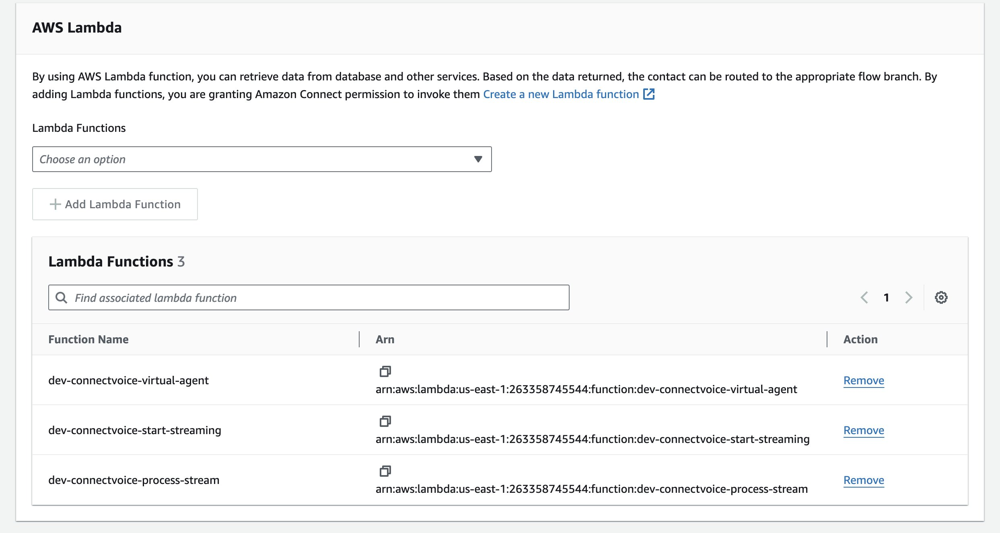 AWS Lambda
By using AWS Lambda function, you can retrieve data from database and other services. Based on the data returned, the contact can be routed to the appropriate flow branch. By
adding Lambda functions, you are granting Amazon Connect permission to invoke them Create a new Lambda function
Lambda Functions
Choose an option
Add Lambda Function
Lambda Functions 3
Find associated lambda function
1
Function Name Arn Action
dev-connectvoice-virtual-agent arn:aws:lambda:us-east-1:263358745544:function:dev-connectvoice-virtual-agent Remove
dev-connectvoice-start-streaming arn:aws:lambda:us-east-1:263358745544:function:dev-connectvoice-start-streaming Remove
dev-connectvoice-process-stream arn:aws:lambda:us-east-1:263358745544:function:dev-connectvoice-process-stream Remove